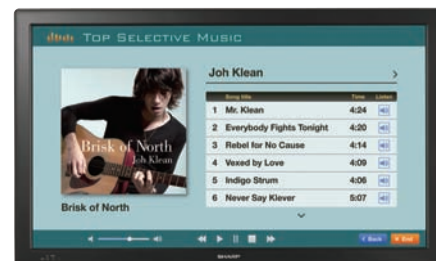 Top Selective Music
Joh Klean
Song title Time Listen
1 Mr. Klean 4:24
2 Everybody Fights Tonight 4:20
3 Rebel for No Cause 4:14
4 Vexed by Love 4:09
5 Indigo Strum 4:06
6 Never Say Klever 5:07
Brisk of North
Joh Klean
Brisk of North
Back
End
SHARP